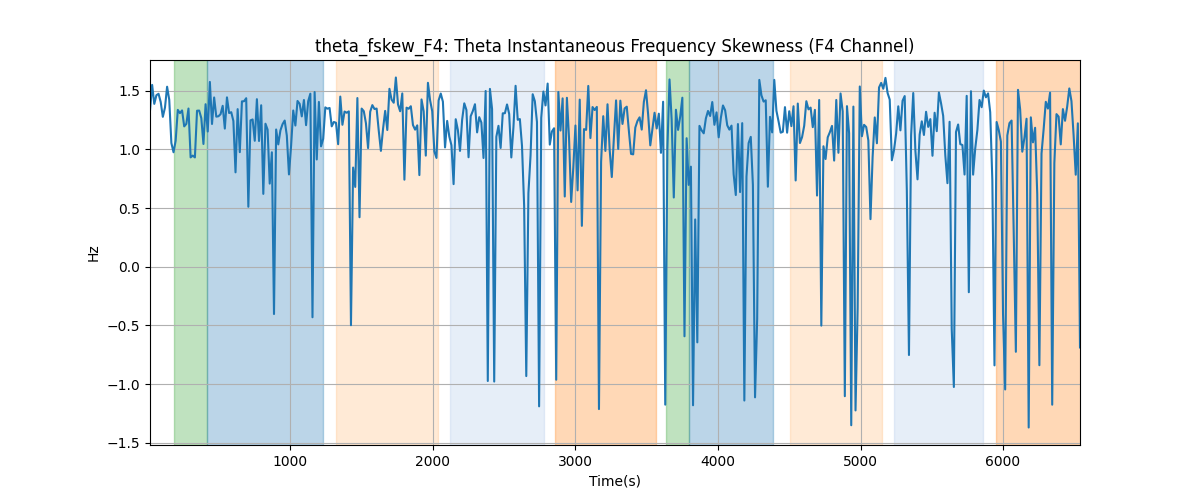 theta_fskew_F4: Theta Instantaneous Frequency Skewness (F4 Channel)
1.5
1.0
0.5
0.0
−0.5
−1.0
−1.5
Hz
1000 2000 3000 4000 5000 6000
Time(s)